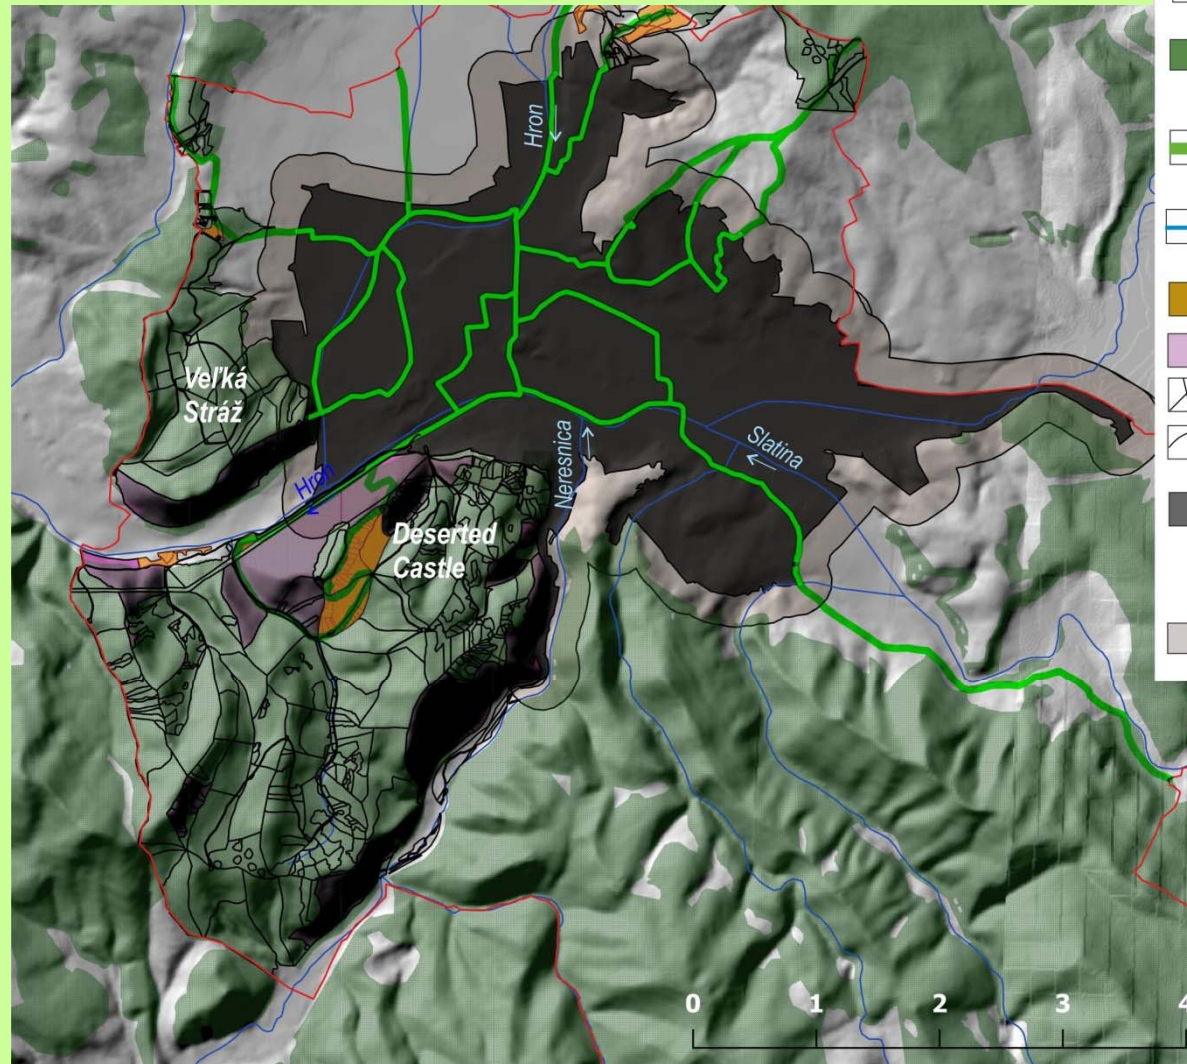 Hron
Veľká
Stráž
Neresnica
Slatina
Hron
Deserted
Castle
0 1 2 3 4